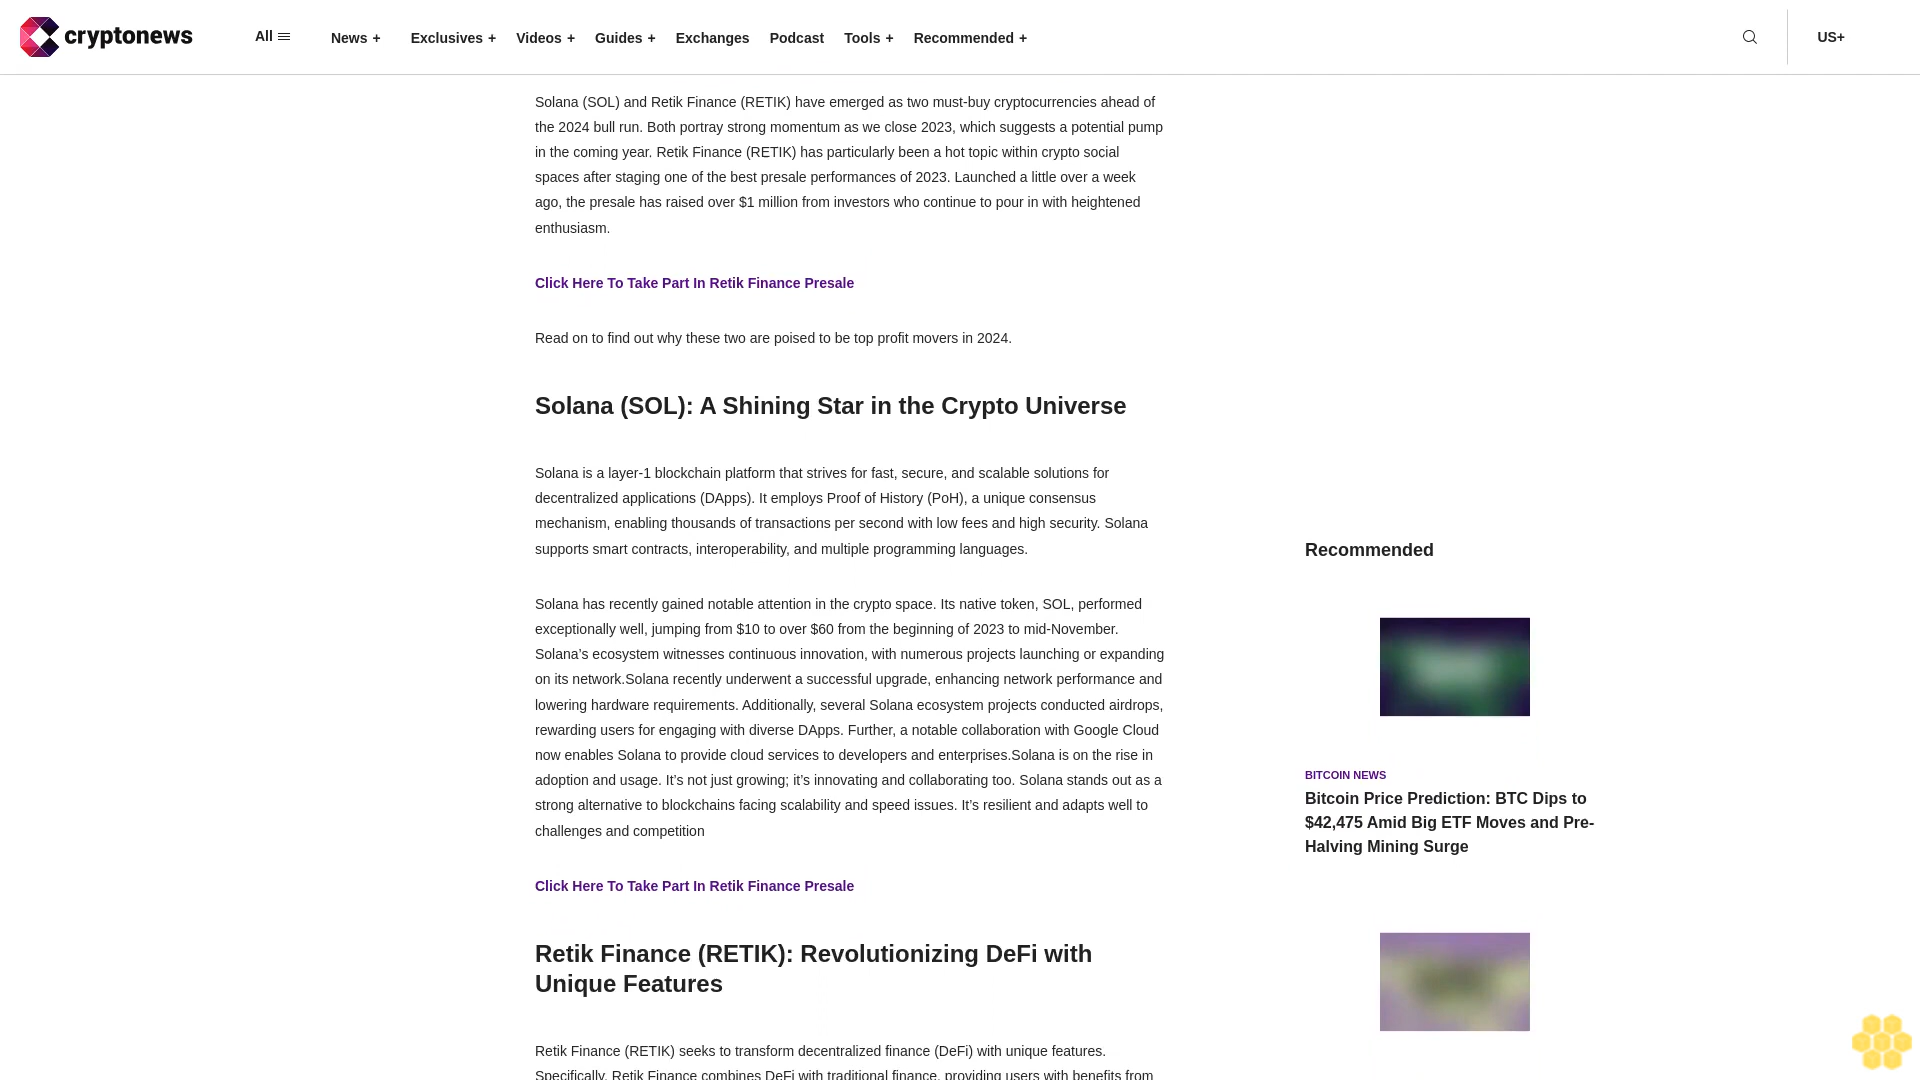 cryptonews
All
News +
Exclusives +
Videos +
Guides +
Exchanges
Podcast
Tools +
Recommended +
US+
Solana (SOL) and Retik Finance (RETIK) have emerged as two must-buy cryptocurrencies ahead of
the 2024 bull run. Both portray strong momentum as we close 2023, which suggests a potential pump
in the coming year. Retik Finance (RETIK) has particularly been a hot topic within crypto social
spaces after staging one of the best presale performances of 2023. Launched a little over a week
ago, the presale has raised over $1 million from investors who continue to pour in with heightened
enthusiasm.
Click Here To Take Part In Retik Finance Presale
Read on to find out why these two are poised to be top profit movers in 2024.
Solana (SOL): A Shining Star in the Crypto Universe
Solana is a layer-1 blockchain platform that strives for fast, secure, and scalable solutions for
decentralized applications (DApps). It employs Proof of History (PoH), a unique consensus
mechanism, enabling thousands of transactions per second with low fees and high security. Solana
supports smart contracts, interoperability, and multiple programming languages.
Solana has recently gained notable attention in the crypto space. Its native token, SOL, performed
exceptionally well, jumping from $10 to over $60 from the beginning of 2023 to mid-November.
Solana’s ecosystem witnesses continuous innovation, with numerous projects launching or expanding
on its network.Solana recently underwent a successful upgrade, enhancing network performance and
lowering hardware requirements. Additionally, several Solana ecosystem projects conducted airdrops,
rewarding users for engaging with diverse DApps. Further, a notable collaboration with Google Cloud
now enables Solana to provide cloud services to developers and enterprises.Solana is on the rise in
adoption and usage. It’s not just growing; it’s innovating and collaborating too. Solana stands out as a
strong alternative to blockchains facing scalability and speed issues. It’s resilient and adapts well to
challenges and competition
Click Here To Take Part In Retik Finance Presale
Retik Finance (RETIK): Revolutionizing DeFi with
Unique Features
Retik Finance (RETIK) seeks to transform decentralized finance (DeFi) with unique features.
Specifically, Retik Finance combines DeFi with traditional finance, providing users with benefits from
Recommended
BITCOIN NEWS
Bitcoin Price Prediction: BTC Dips to
$42,475 Amid Big ETF Moves and Pre-
Halving Mining Surge